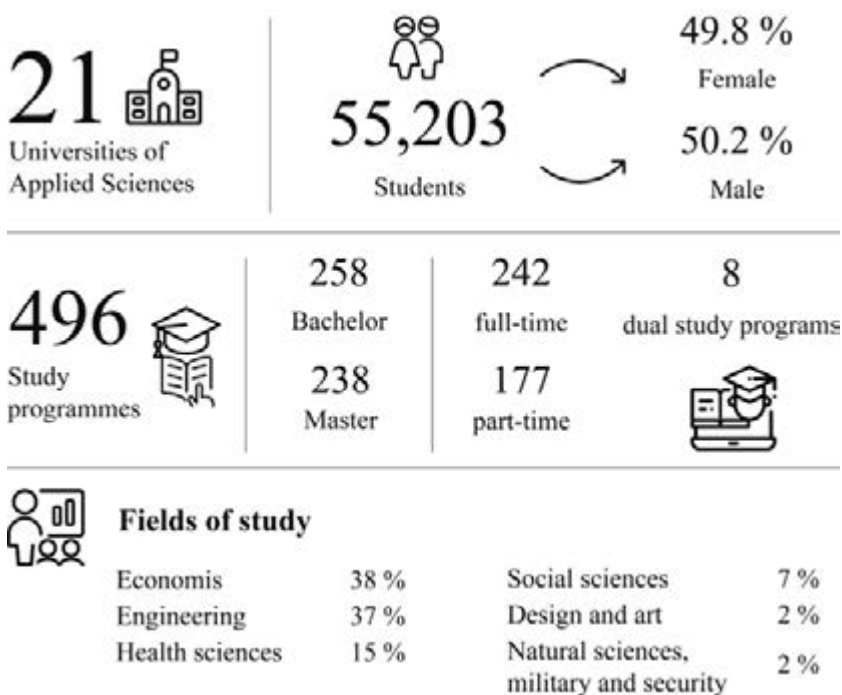 21
Universities of
Applied Sciences
55,203
Students
49.8 %
Female
50.2 %
Male
496
Study
programmes
258
Bachelor
238
Master
242
full-time
177
part-time
8
dual study programs
Fields of study
Economis 38 %
Engineering 37 %
Health sciences 15 %
Social sciences 7 %
Design and art 2 %
Natural sciences,
military and security 2 %